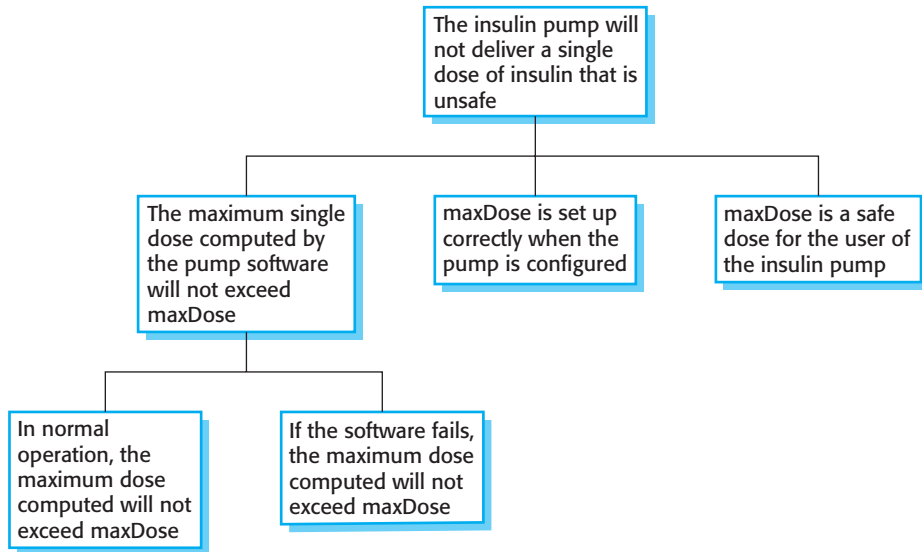 The insulin pump will
not deliver a single
dose of insulin that is
unsafe
The maximum single
dose computed by
the pump software
will not exceed
maxDose
maxDose is set up
correctly when the
pump is configured
maxDose is a safe
dose for the user of
the insulin pump
In normal
operation, the
maximum dose
computed will not
exceed maxDose
If the software fails,
the maximum dose
computed will not
exceed maxDose